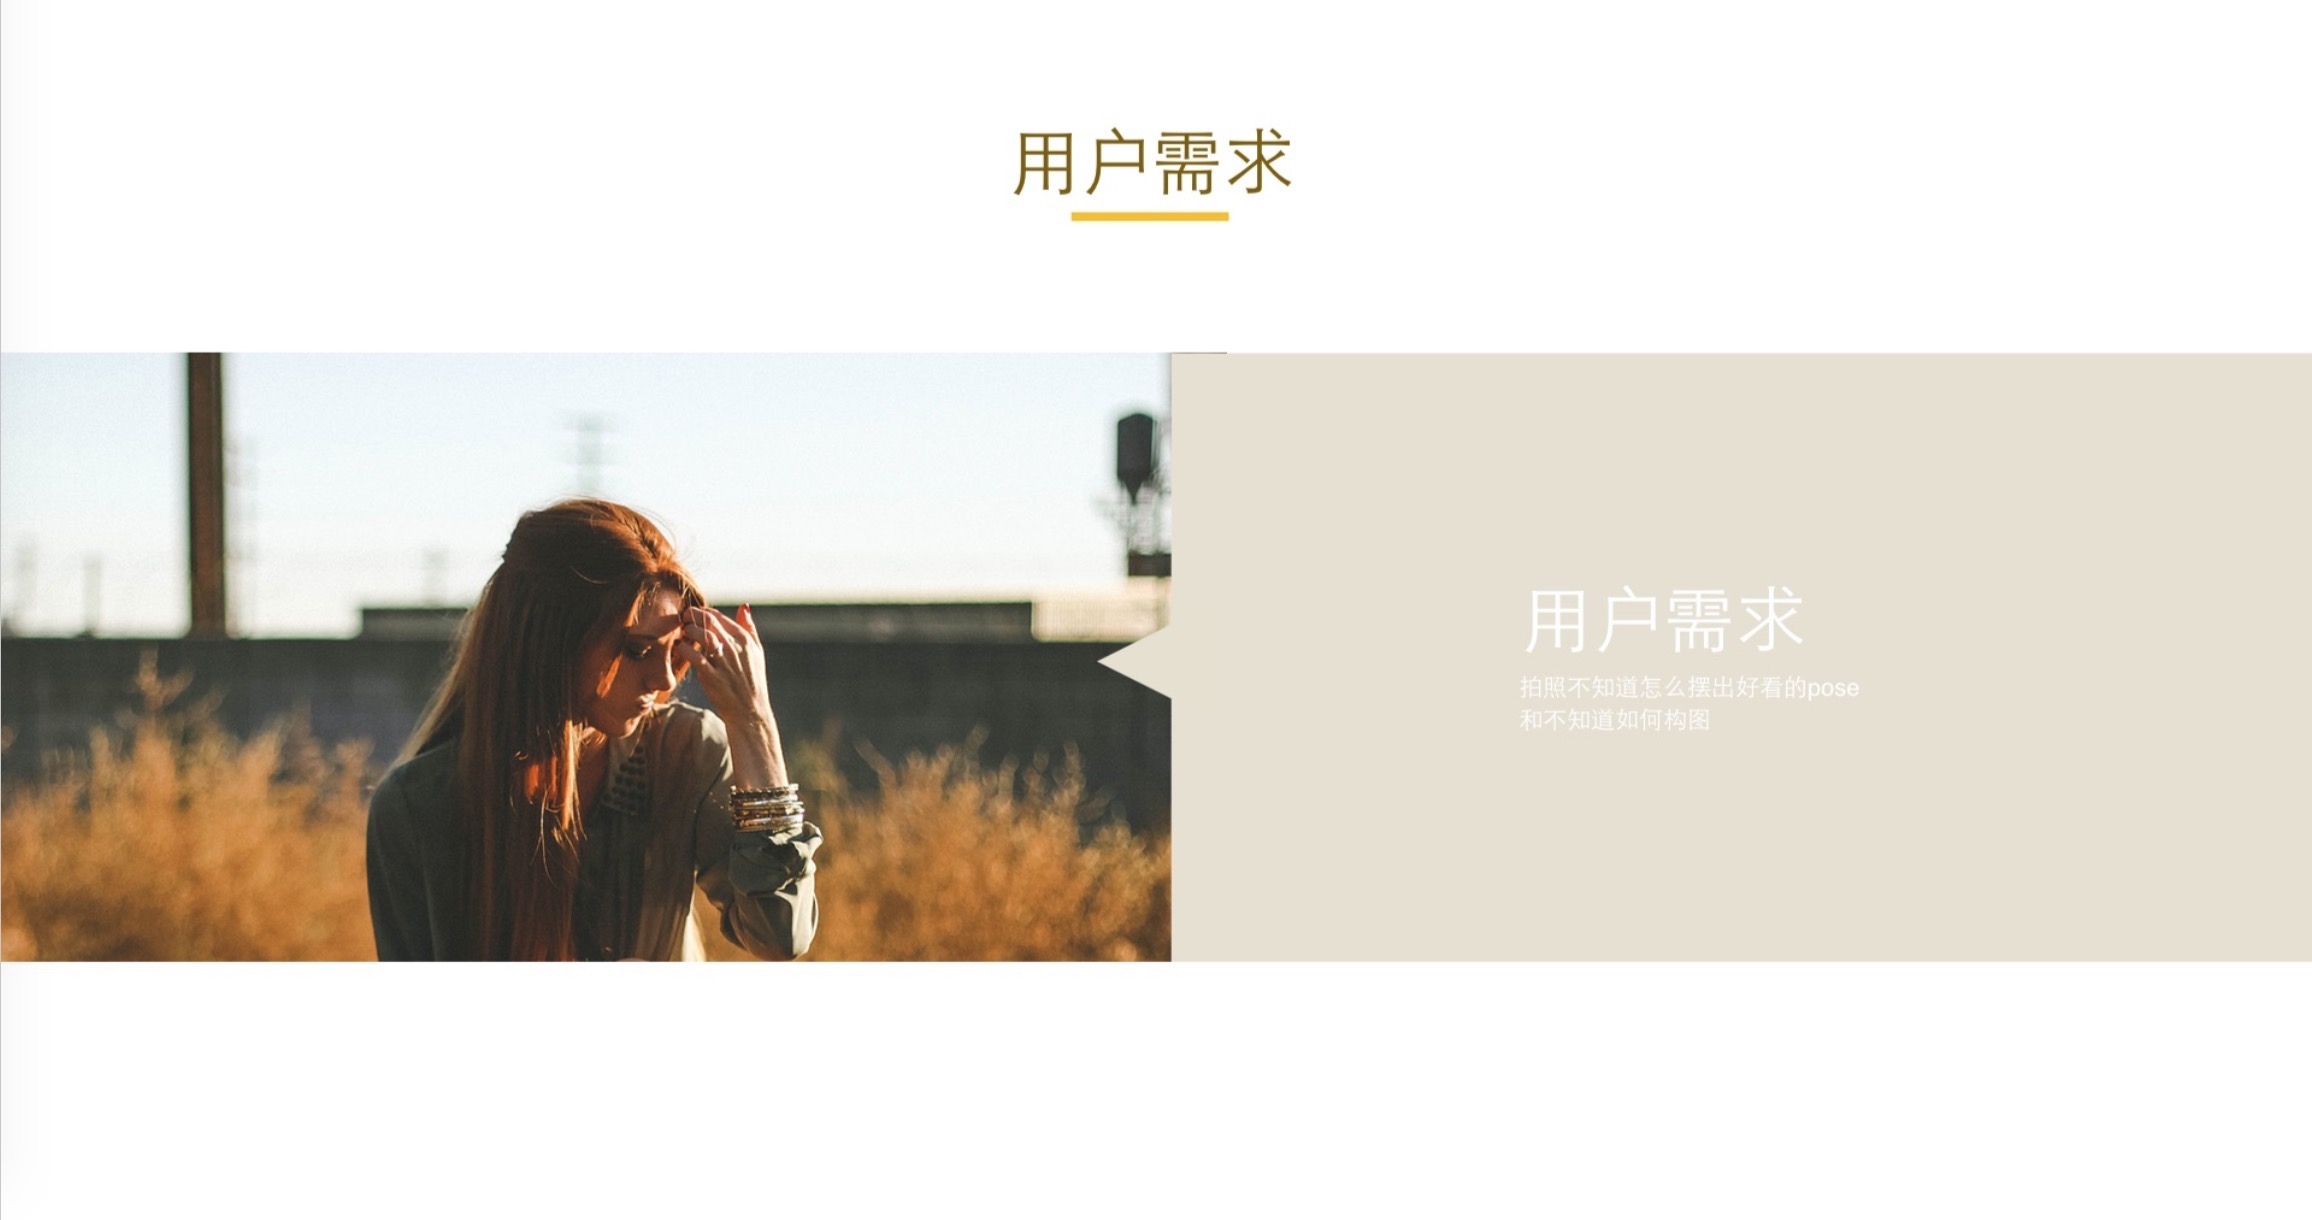 用户需求
用户需求
拍照不知道怎么摆出好看的pose
和不知道如何构图